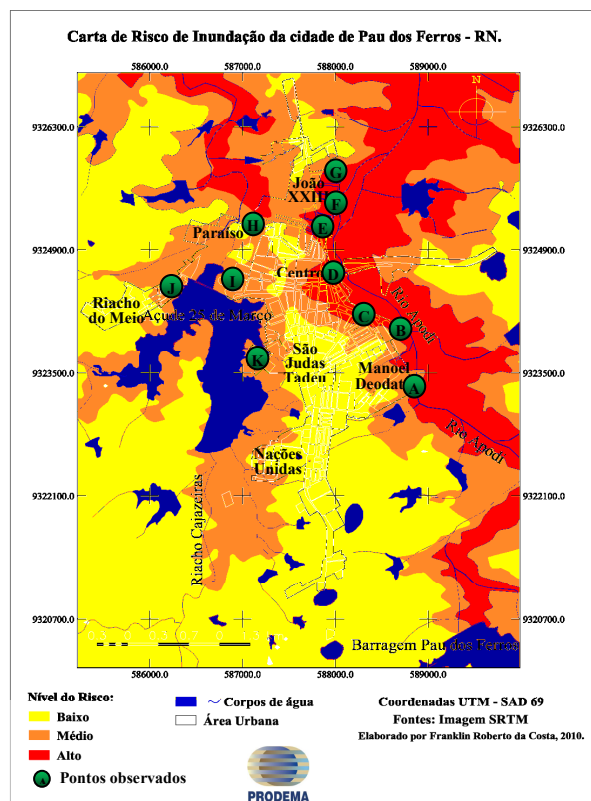 Carta de Risco de Inundação da cidade de Pau dos Ferros - RN.
586000.0 587000.0 588000.0 589000.0
N
9326300.0 9326300.0
G
João
XXIII
F
H
E
Paraíso
9324900.0 9324900.0
Centro
D
I
J
Riacho
do Meio
Açude 25 de Março
Rio Apodi
C
B
São
Judas
Tadeu
K
Manoel
Deodat
A
9323500.0 9323500.0
Rio Apodi
Nações
Unidas
9322100.0 9322100.0
Riacho Cajazeiras
9320700.0 9320700.0
Barragem Pau dos Ferros
586000.0 587000.0 588000.0 589000.0
Nível do Risco:
Baixo
Médio
Alto
A Pontos observados
Corpos de água
Área Urbana
Coordenadas UTM - SAD 69
Fontes: Imagem SRTM
Elaborado por Franklin Roberto da Costa, 2010.
PRODEMA